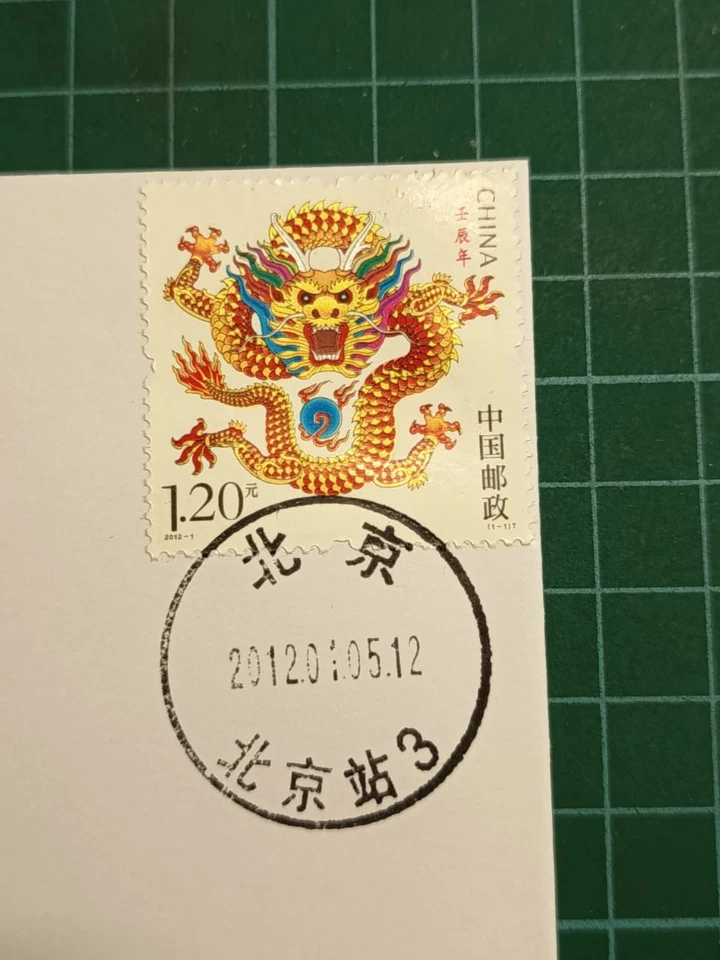 CHINA
壬辰年
中国邮政
1.20元
2012-1
(1-1)T
北京
2012.01.05.12
北京站3